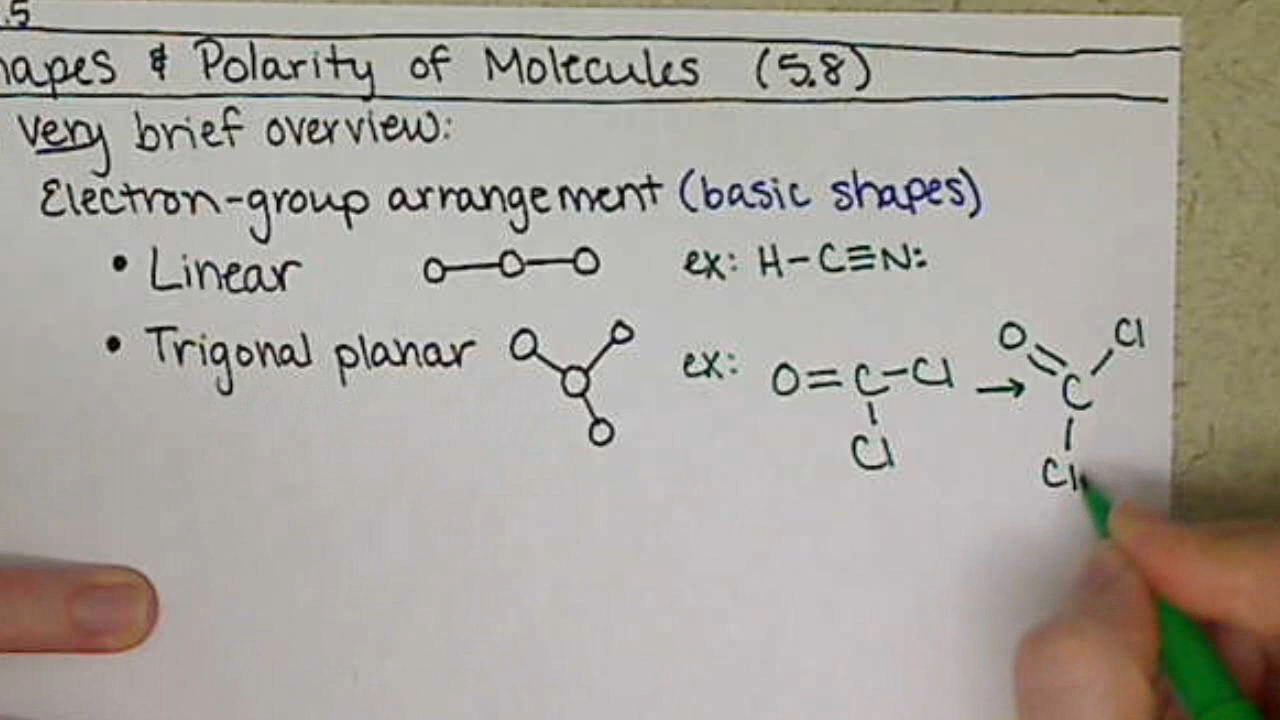 .5
hapes & Polarity of Molecules (5.8)
very brief overview:
Electron-group arrangement (basic shapes)
• Linear ex: H-C≡N:
• Trigonal planar ex: O=C-Cl → O=C-Cl
Cl Cl